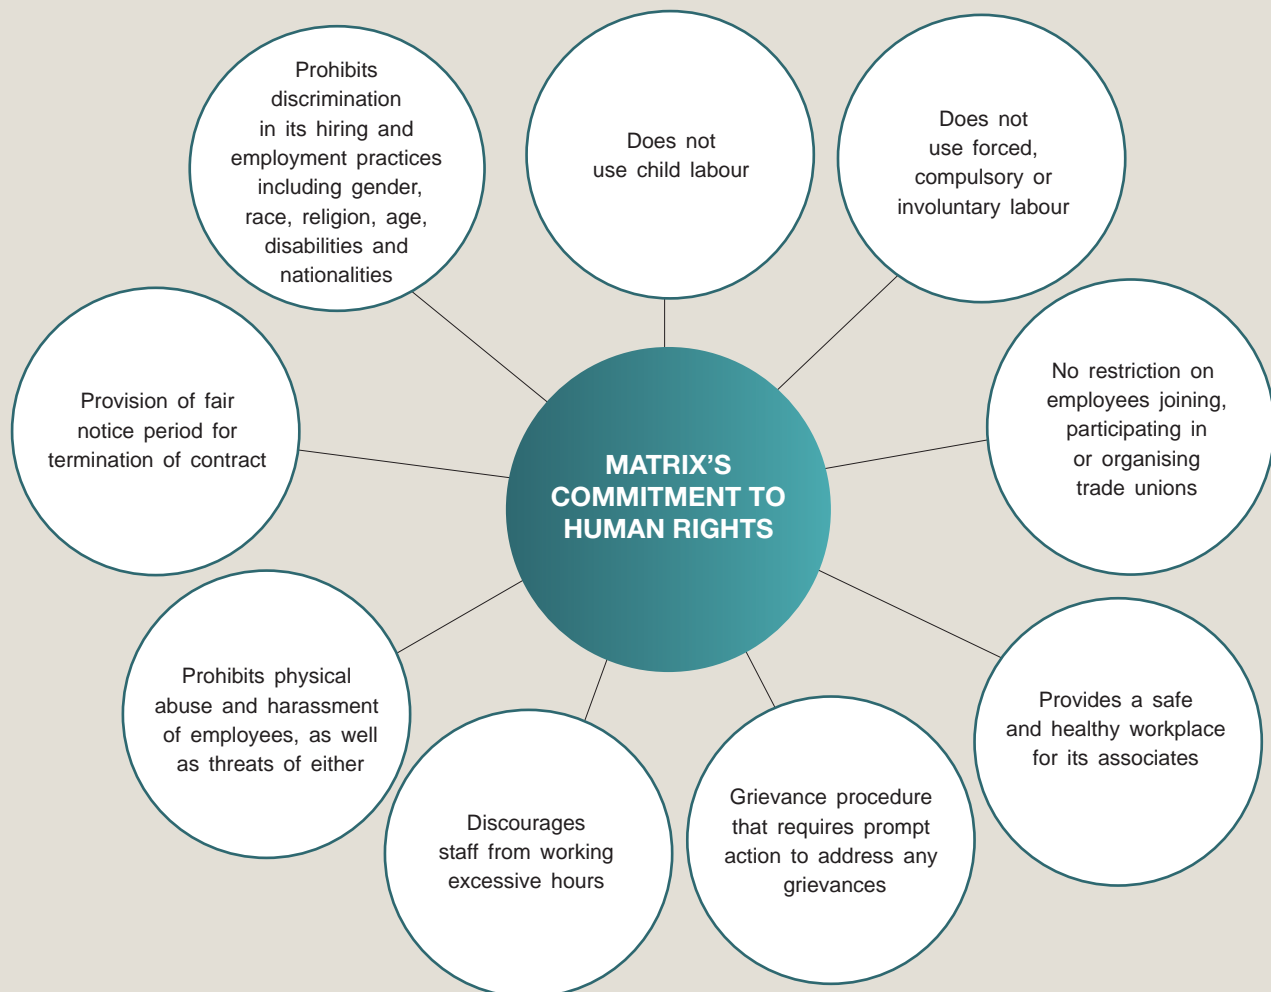 Prohibits
discrimination
in its hiring and
employment practices
including gender,
race, religion, age,
disabilities and
nationalities
Does not
use child labour
Does not
use forced,
compulsory or
involuntary labour
No restriction on
employees joining,
participating in
or organising
trade unions
Provision of fair
notice period for
termination of contract
MATRIX’S
COMMITMENT TO
HUMAN RIGHTS
Prohibits physical
abuse and harassment
of employees, as well
as threats of either
Discourages
staff from working
excessive hours
Grievance procedure
that requires prompt
action to address any
grievances
Provides a safe
and healthy workplace
for its associates